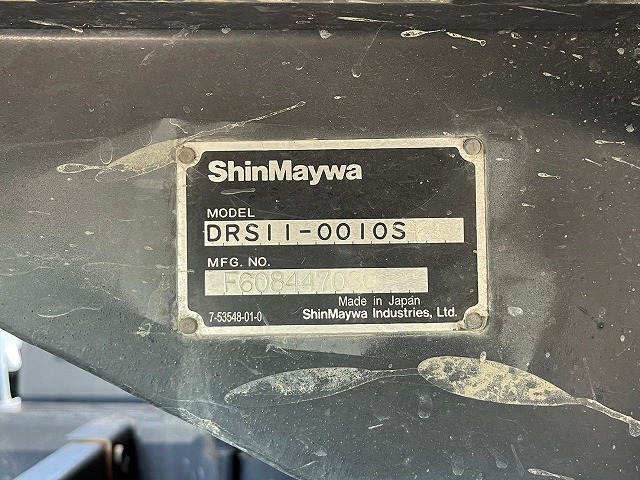 ShinMaywa
MODEL
DRS11-0010S
MFG. NO.
F6084470
Made in Japan
7-53548-01-0 ShinMaywa Industries, Ltd.